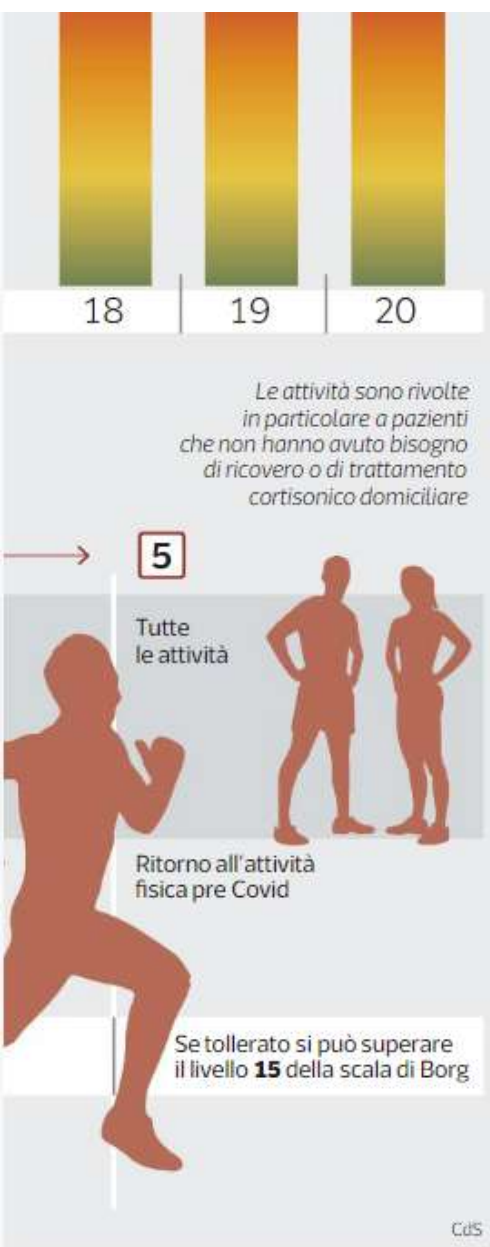 18 19 20
Le attività sono rivolte
in particolare a pazienti
che non hanno avuto bisogno
di ricovero o di trattamento
cortisonico domiciliare
5
Tutte
le attività
Ritorno all'attività
fisica pre Covid
Se tollerato si può superare
il livello 15 della scala di Borg
CdS